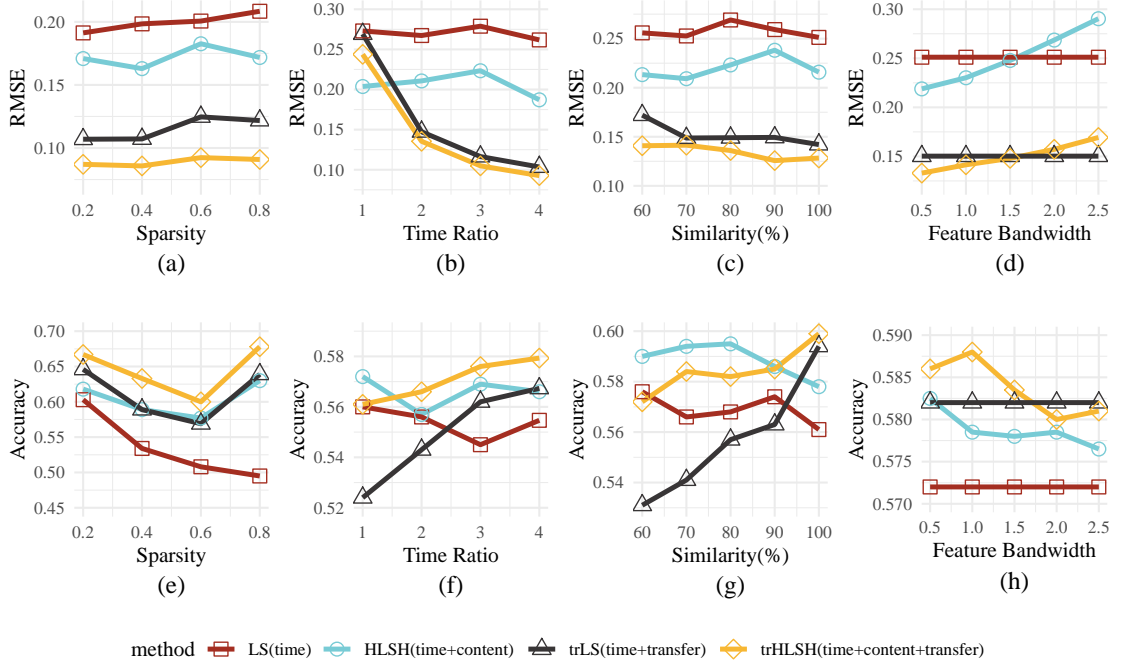 RMSE
0.20
0.15
0.10
0.2 0.4 0.6 0.8
Sparsity
(a)
RMSE
0.30
0.25
0.20
0.15
0.10
1 2 3 4
Time Ratio
(b)
RMSE
0.25
0.20
0.15
0.10
60 70 80 90 100
Similarity(%)
(c)
RMSE
0.30
0.25
0.20
0.15
0.5 1.0 1.5 2.0 2.5
Feature Bandwidth
(d)
Accuracy
0.70
0.65
0.60
0.55
0.50
0.45
0.2 0.4 0.6 0.8
Sparsity
(e)
Accuracy
0.58
0.56
0.54
0.52
1 2 3 4
Time Ratio
(f)
Accuracy
0.60
0.58
0.56
0.54
60 70 80 90 100
Similarity(%)
(g)
Accuracy
0.590
0.585
0.580
0.575
0.570
0.5 1.0 1.5 2.0 2.5
Feature Bandwidth
(h)
method LS(time) HLSH(time+content) trLS(time+transfer) trHLSH(time+content+transfer)